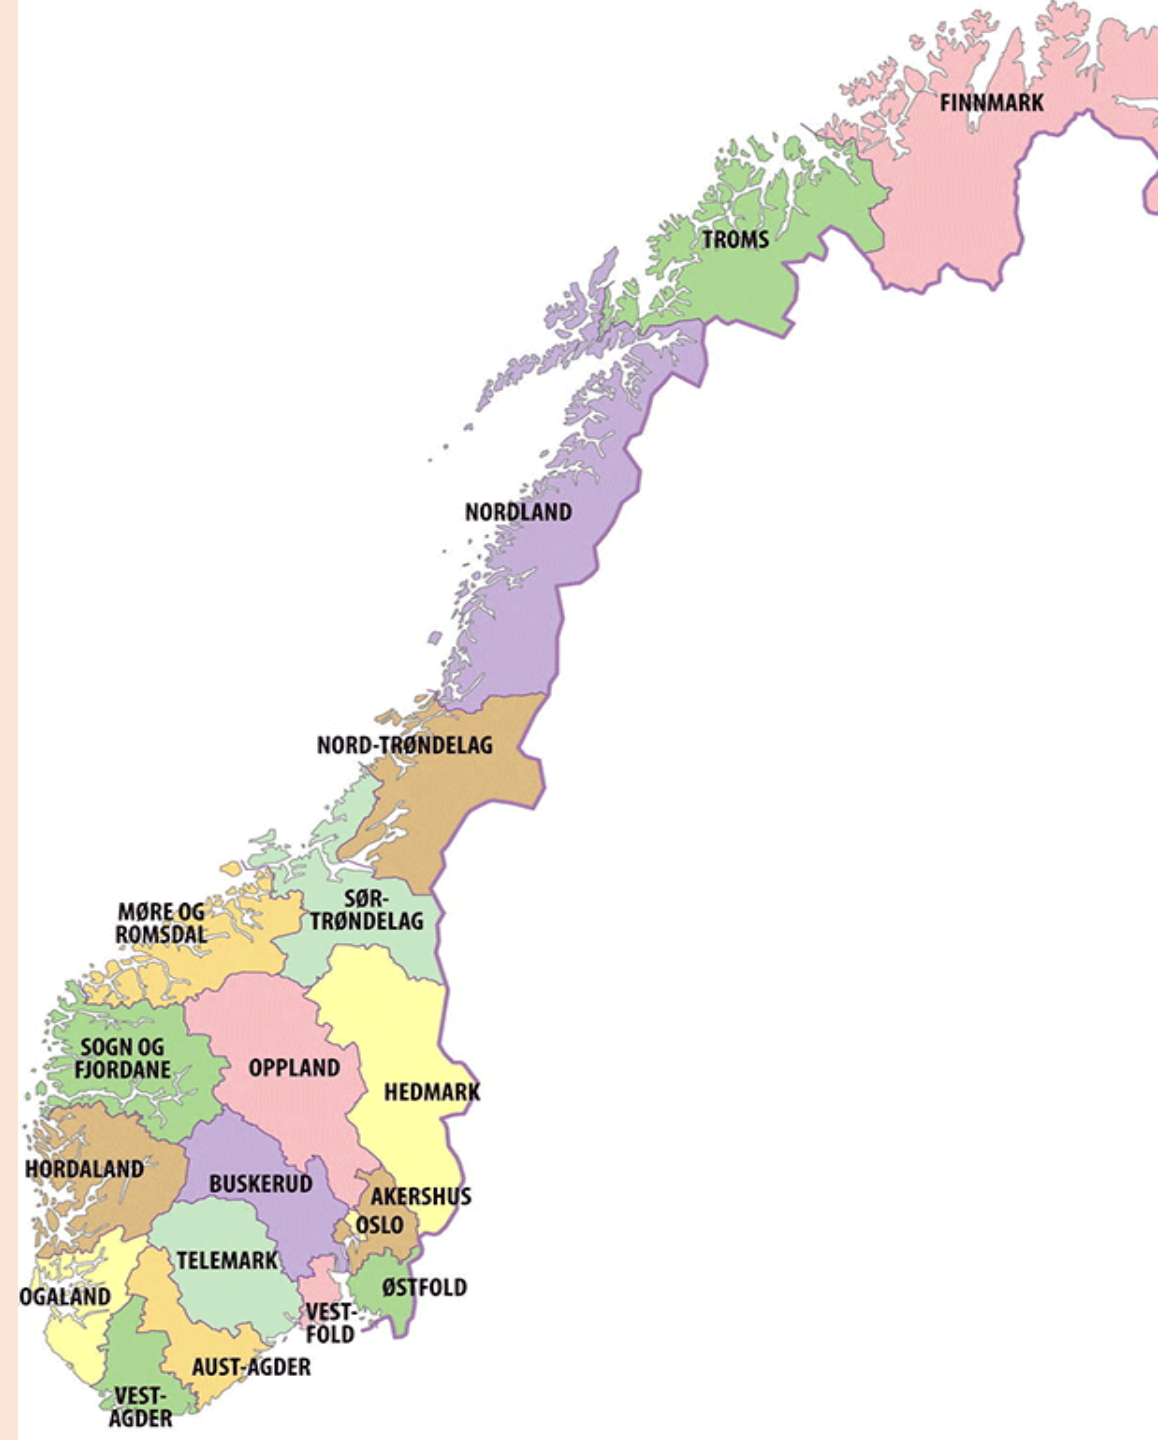 FINNMARK
TROMS
NORDLAND
NORD-TRØNDELAG
SØR-
TRØNDELAG
MØRE OG
ROMSDAL
SOGN OG
FJORDANE
OPPLAND
HEDMARK
HORDALAND
BUSKERUD
AKERSHUS
OSLO
TELEMARK
ØSTFOLD
OGALAND
VEST-
FOLD
AUST-AGDER
VEST-
AGDER